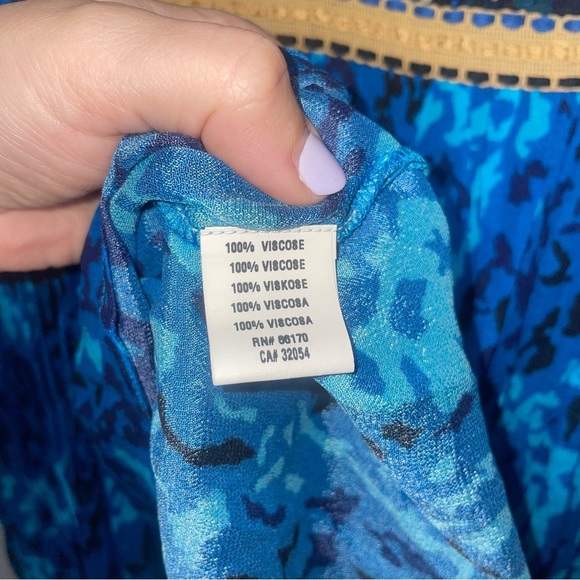 100% VISCOSE
100% VISCOSE
100% VISKOSE
100% VISCOSA
100% VISCOSA
RN# 66170
CA# 32054